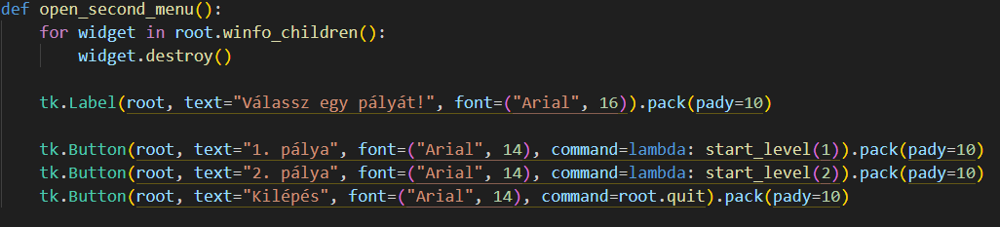 def open_second_menu():
    for widget in root.winfo_children():
        widget.destroy()

    tk.Label(root, text="Válassz egy pályát!", font=("Arial", 16)).pack(pady=10)

    tk.Button(root, text="1. pálya", font=("Arial", 14), command=lambda: start_level(1)).pack(pady=10)
    tk.Button(root, text="2. pálya", font=("Arial", 14), command=lambda: start_level(2)).pack(pady=10)
    tk.Button(root, text="Kilépés", font=("Arial", 14), command=root.quit).pack(pady=10)